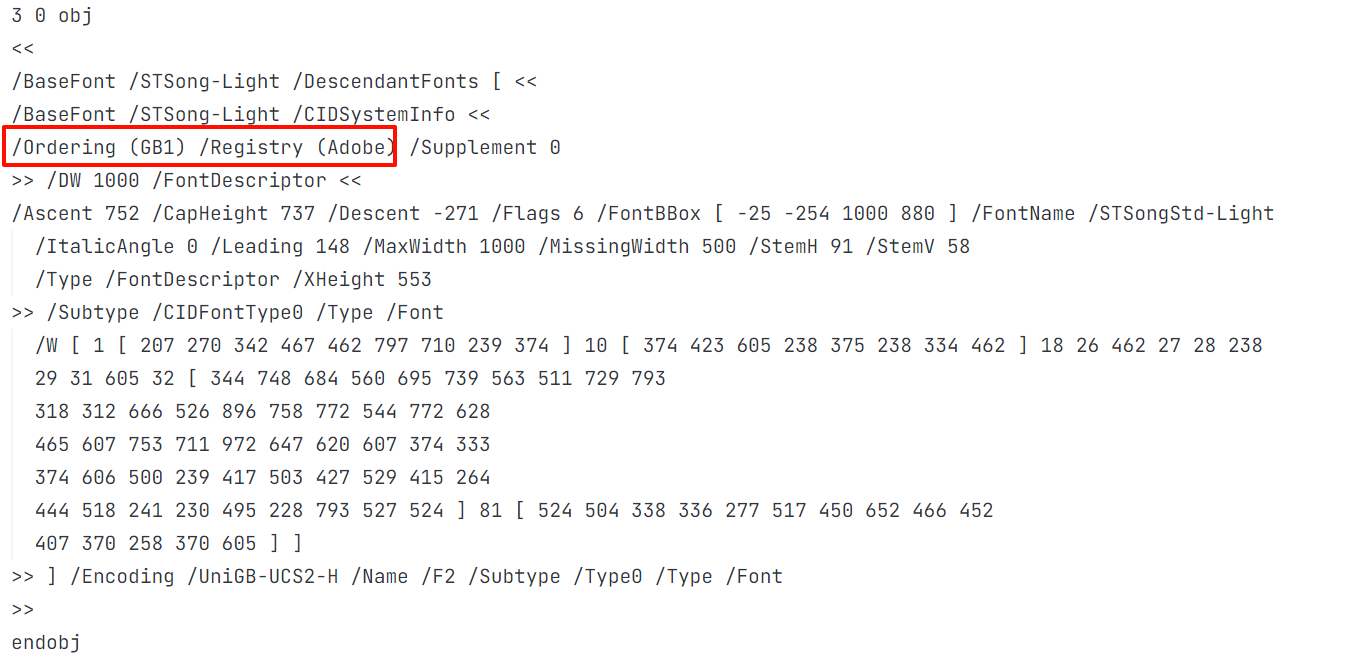 3 0 obj
<<
/BaseFont /STSong-Light /DescendantFonts [ <<
/BaseFont /STSong-Light /CIDSystemInfo <<
/Ordering (GB1) /Registry (Adobe) /Supplement 0
>> /DW 1000 /FontDescriptor <<
/Ascent 752 /CapHeight 737 /Descent -271 /Flags 6 /FontBBox [ -25 -254 1000 880 ] /FontName /STSongStd-Light
/ItalicAngle 0 /Leading 148 /MaxWidth 1000 /MissingWidth 500 /StemH 91 /StemV 58
/Type /FontDescriptor /XHeight 553
>> /Subtype /CIDFontType0 /Type /Font
/W [ 1 [ 207 270 342 467 462 797 710 239 374 ] 10 [ 374 423 605 238 375 238 334 462 ] 18 26 462 27 28 238
29 31 605 32 [ 344 748 684 560 695 739 563 511 729 793
318 312 666 526 896 758 772 544 772 628
465 607 753 711 972 647 620 607 374 333
374 606 500 239 417 503 427 529 415 264
444 518 241 230 495 228 793 527 524 ] 81 [ 524 504 338 336 277 517 450 652 466 452
407 370 258 370 605 ] ]
>> ] /Encoding /UniGB-UCS2-H /Name /F2 /Subtype /Type0 /Type /Font
>>
endobj